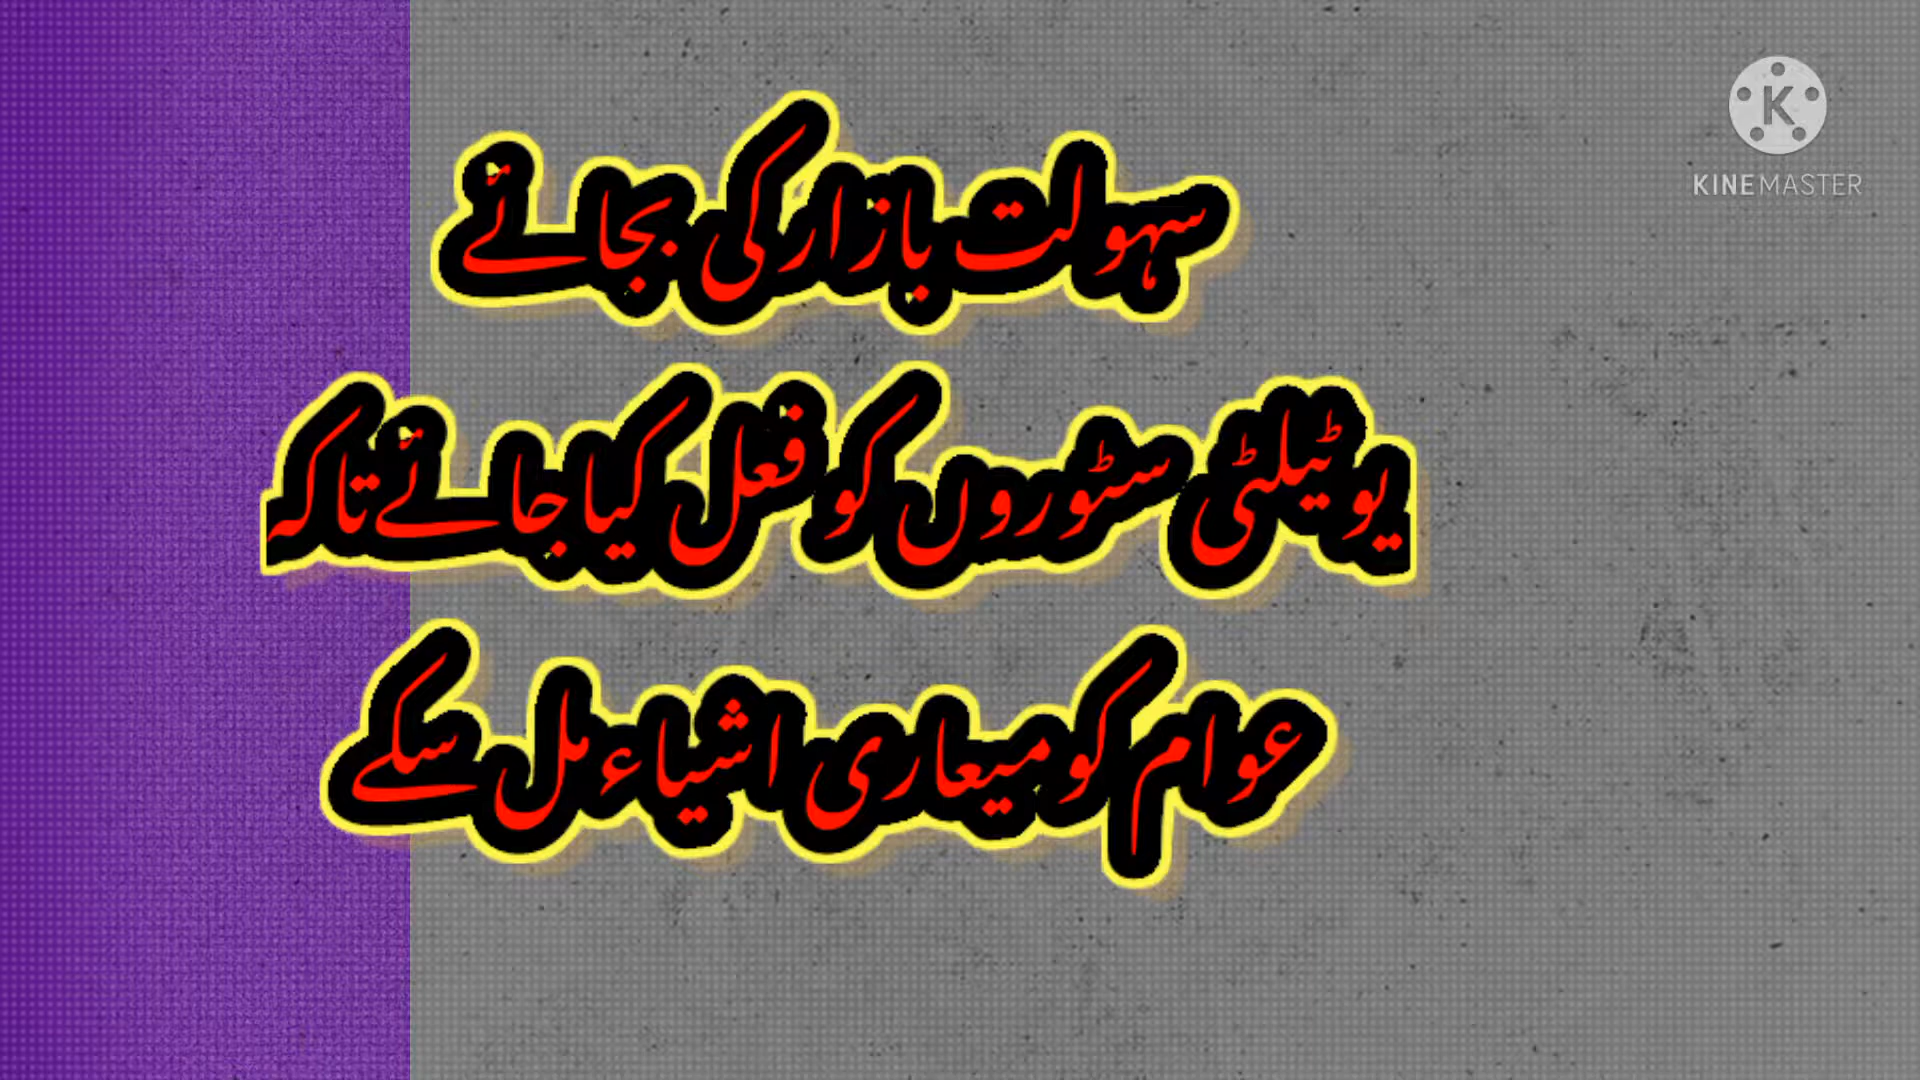 سہولت بازار کی بجائے
یوٹیلٹی سٹوروں کو فعل کیا جائے تاکہ
عوام کو میعاری اشیاء مل سکے
KINEMASTER